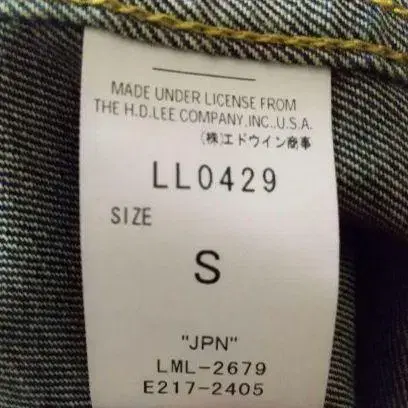 MADE UNDER LICENSE FROM
THE H.D.LEE COMPANY,INC.,U.S.A.
(株)エドウイン商事
LL0429
SIZE
S
"JPN"
LML-2679
E217-2405